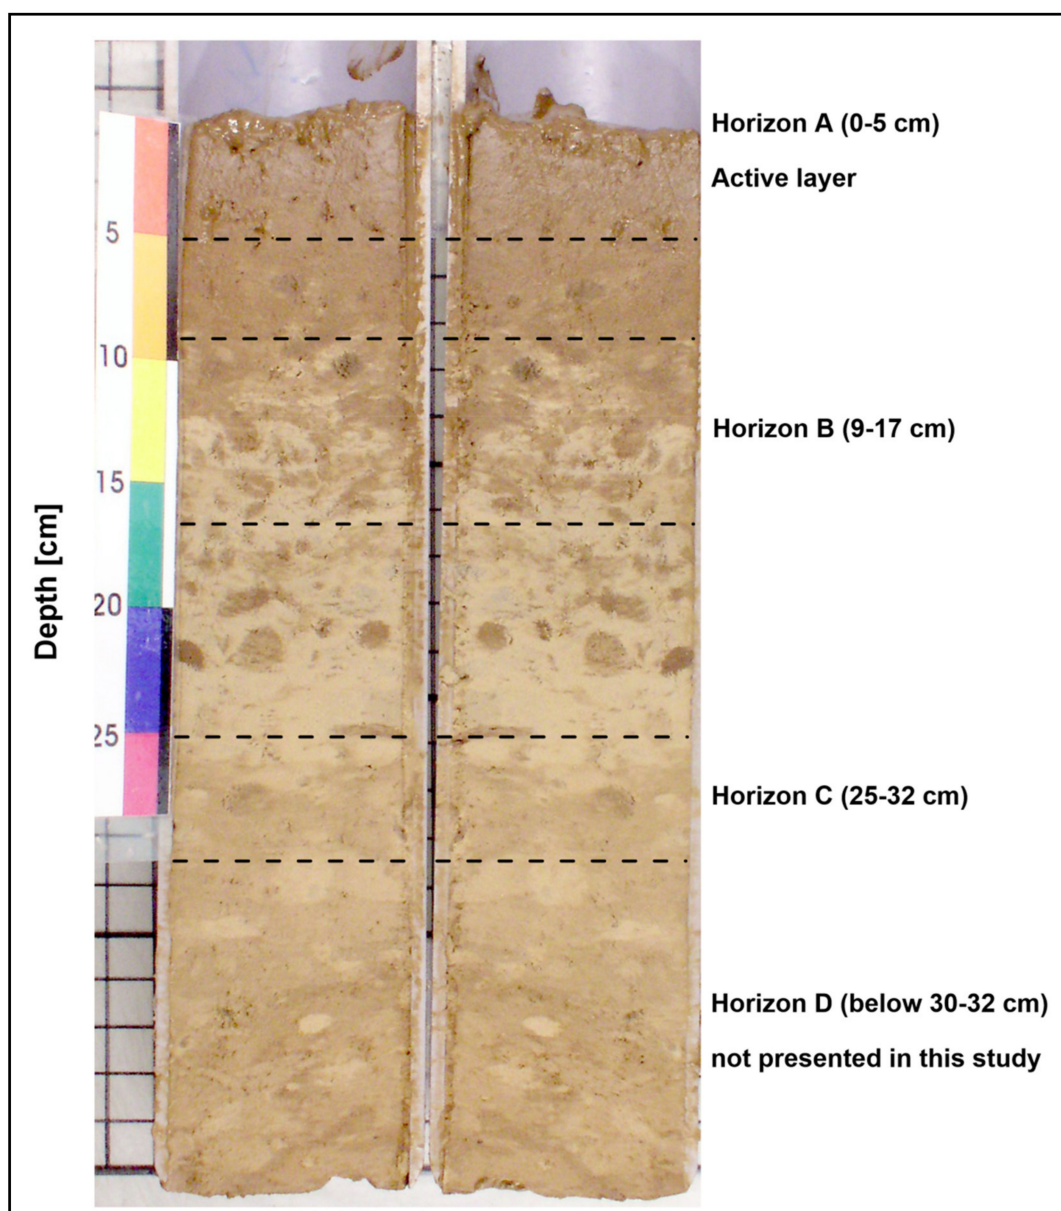 Horizon A (0-5 cm)
Active layer
5
10
Horizon B (9-17 cm)
15
Depth [cm]
20
25
Horizon C (25-32 cm)
Horizon D (below 30-32 cm)
not presented in this study